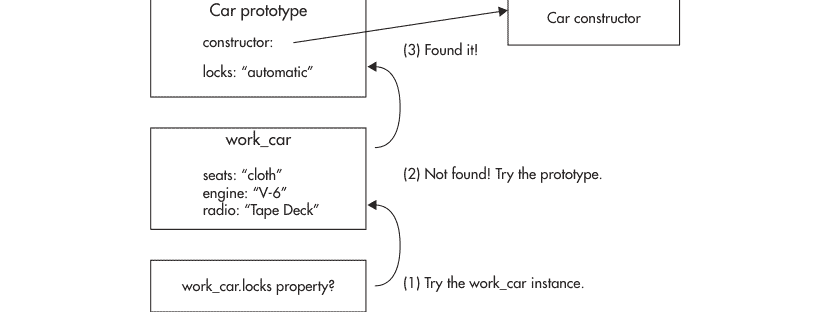 Car prototype
Car constructor
constructor:
(3) Found it!
locks: “automatic”
work_car
seats: “cloth”
(2) Not found! Try the prototype.
engine: “V-6”
radio: “Tape Deck”
work_car.locks property?
(1) Try the work_car instance.